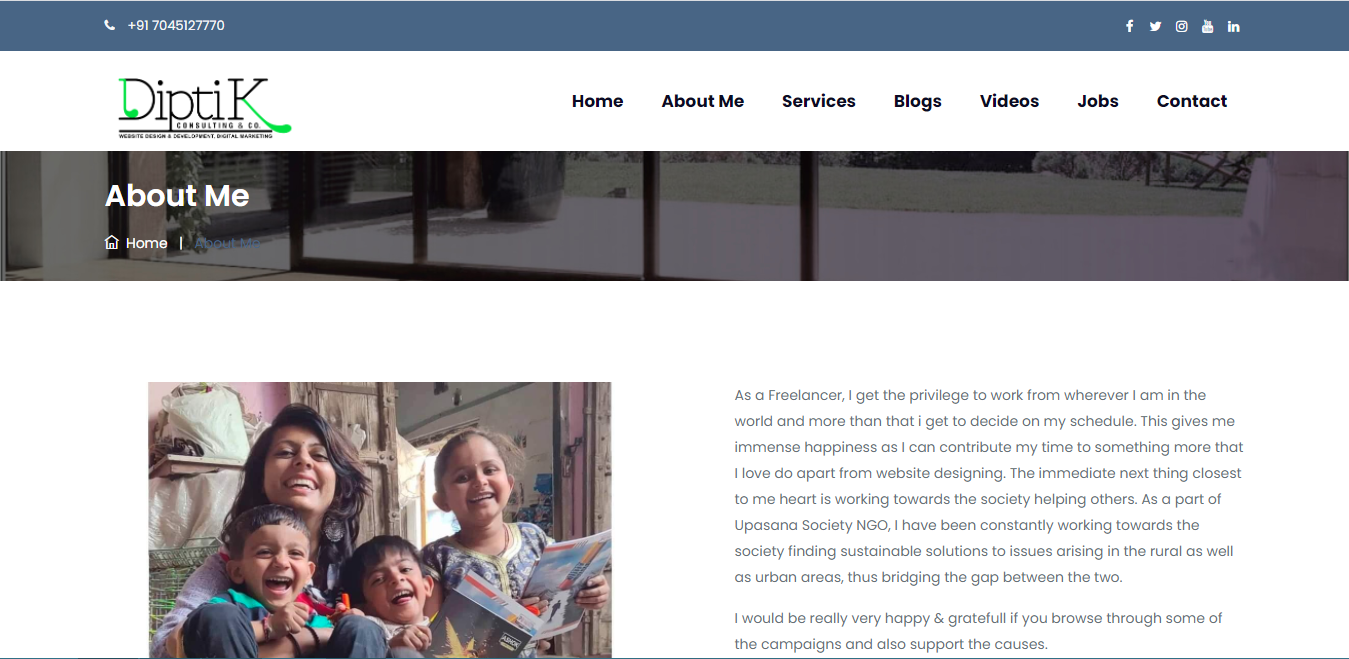 +91 7045127770
Dipti K
CONSULTING & CO.
WEBSITE DESIGN & DEVELOPMENT, DIGITAL MARKETING
Home About Me Services Blogs Videos Jobs Contact
About Me
Home | About Me
As a Freelancer, I get the privilege to work from wherever I am in the
world and more than that i get to decide on my schedule. This gives me
immense happiness as I can contribute my time to something more that
I love do apart from website designing. The immediate next thing closest
to me heart is working towards the society helping others. As a part of
Upasana Society NGO, I have been constantly working towards the
society finding sustainable solutions to issues arising in the rural as well
as urban areas, thus bridging the gap between the two.
I would be really very happy & gratefull if you browse through some of
the campaigns and also support the causes.
ASHOK